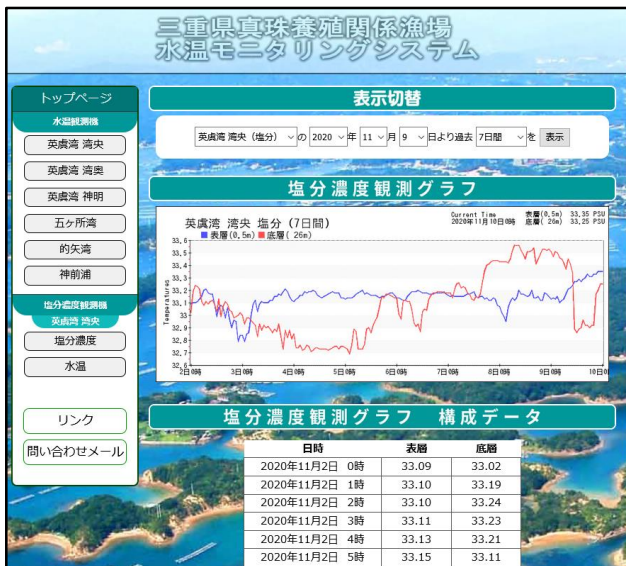 三重県真珠養殖関係漁場
水温モニタリングシステム
トップページ
水温観測機
英虞湾 湾央
英虞湾 湾奥
英虞湾 神明
五ヶ所湾
的矢湾
神前浦
塩分濃度観測機
英虞湾 湾央
塩分濃度
水温
リンク
問い合わせメール
表示切替
英虞湾 湾央（塩分） の 2020 年 11 月 9 日より過去 7日間 を 表示
塩分濃度観測グラフ
英虞湾 湾央 塩分 (7日間)
表層(0.5m) 底層( 26m)
Current Time 表層(0.5m) 33.35 PSU
2020年11月10日0時 底層( 26m) 33.25 PSU
Temperatures
33.6
33.5
33.4
33.3
33.2
33.1
33
32.9
32.8
32.7
32.6
2日0時 3日0時 4日0時 5日0時 6日0時 7日0時 8日0時 9日0時 10日0時
塩分濃度観測グラフ 構成データ
日時 表層 底層
2020年11月2日 0時 33.09 33.02
2020年11月2日 1時 33.10 33.19
2020年11月2日 2時 33.10 33.24
2020年11月2日 3時 33.11 33.23
2020年11月2日 4時 33.13 33.21
2020年11月2日 5時 33.15 33.11